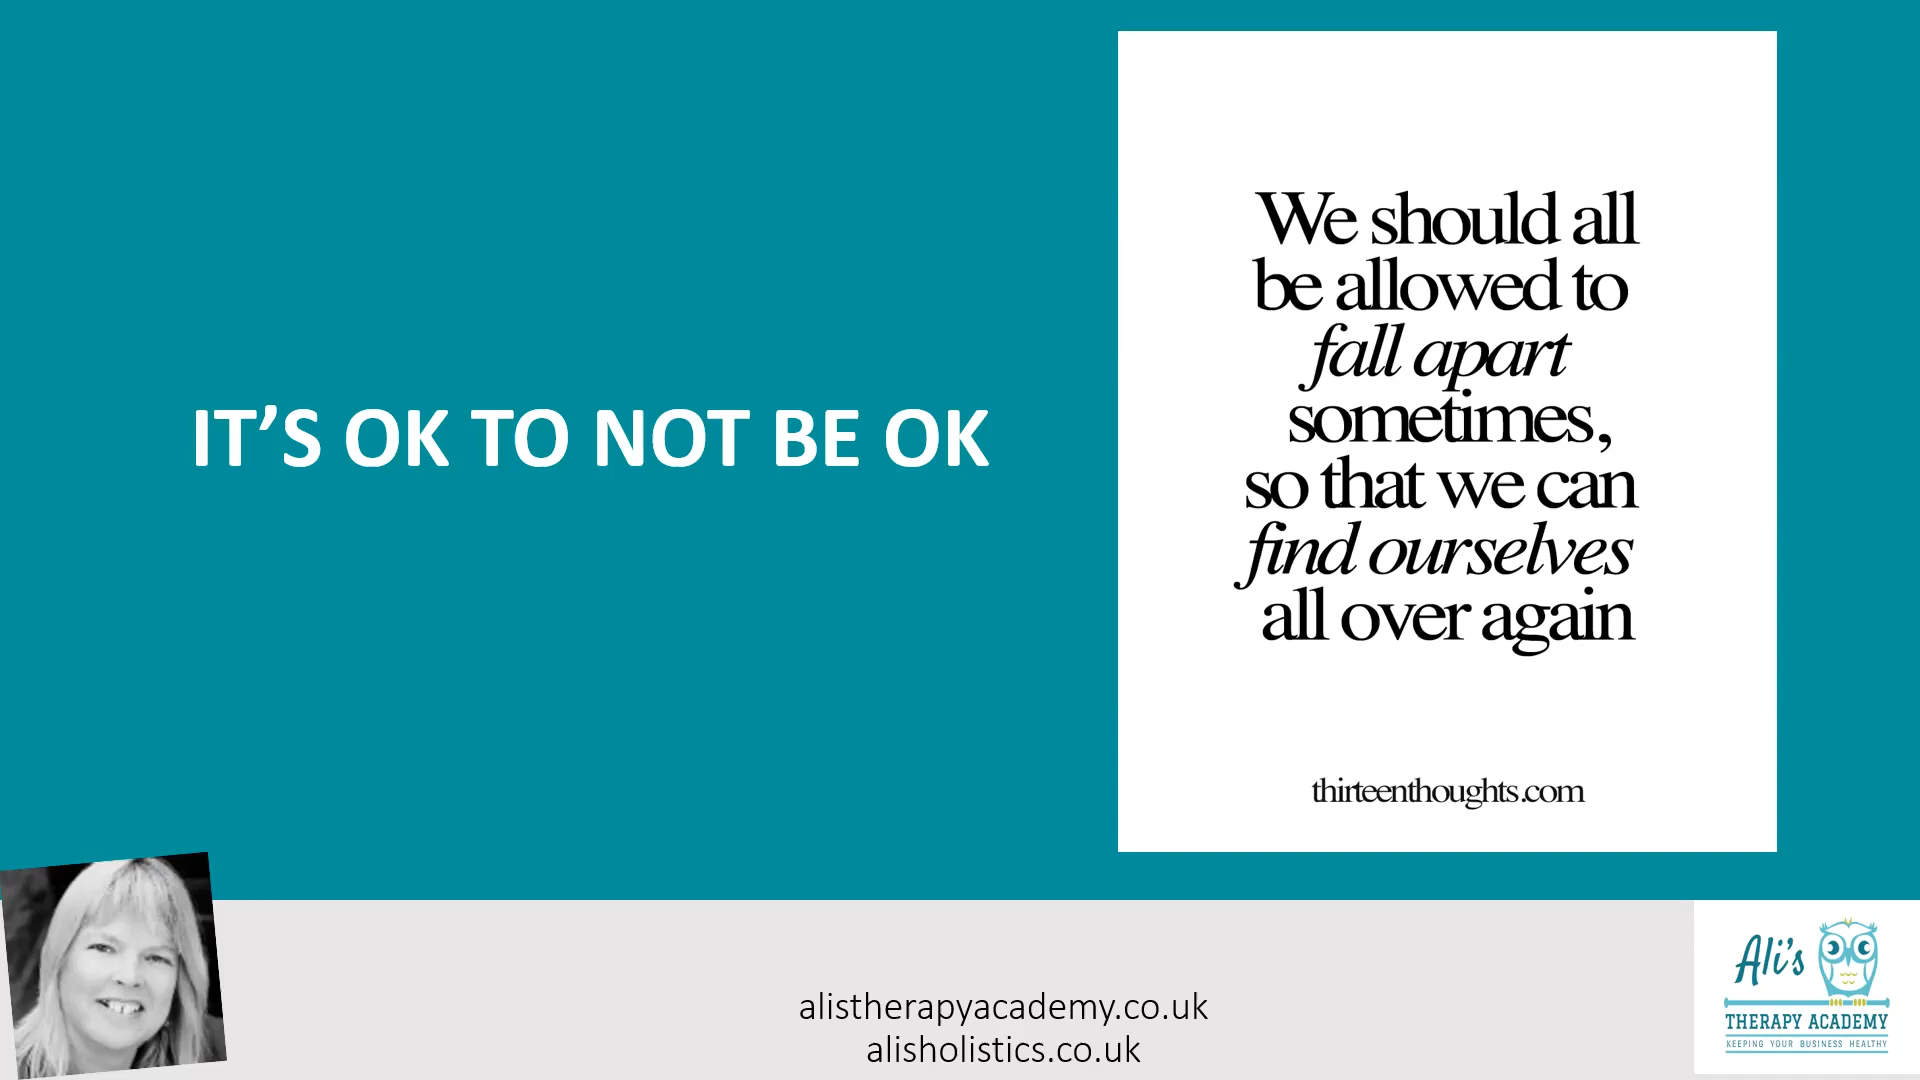 IT’S OK TO NOT BE OK
We should all
be allowed to
fall apart
sometimes,
so that we can
find ourselves
all over again
thirteenthoughts.com
alistherapyacademy.co.uk
alisholistics.co.uk
Ali's
THERAPY ACADEMY
KEEPING YOUR BUSINESS HEALTHY